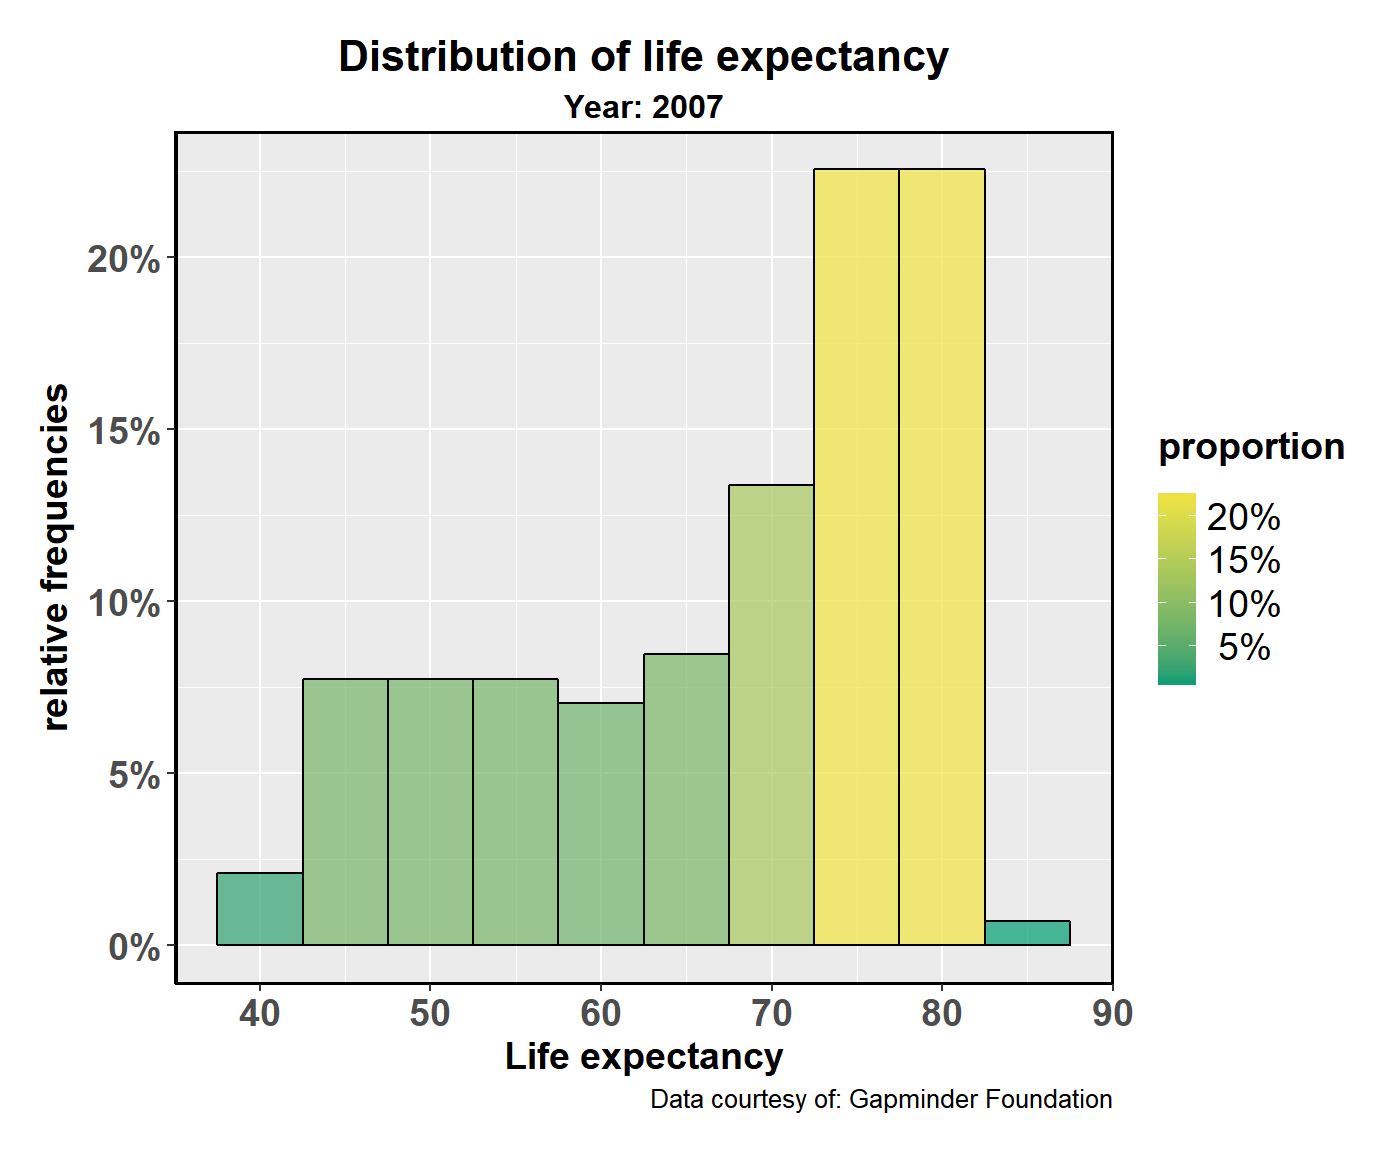 Distribution of life expectancy
Year: 2007
relative frequencies
20%
15%
10%
5%
0%
40 50 60 70 80 90
Life expectancy
Data courtesy of: Gapminder Foundation
proportion
20%
15%
10%
5%